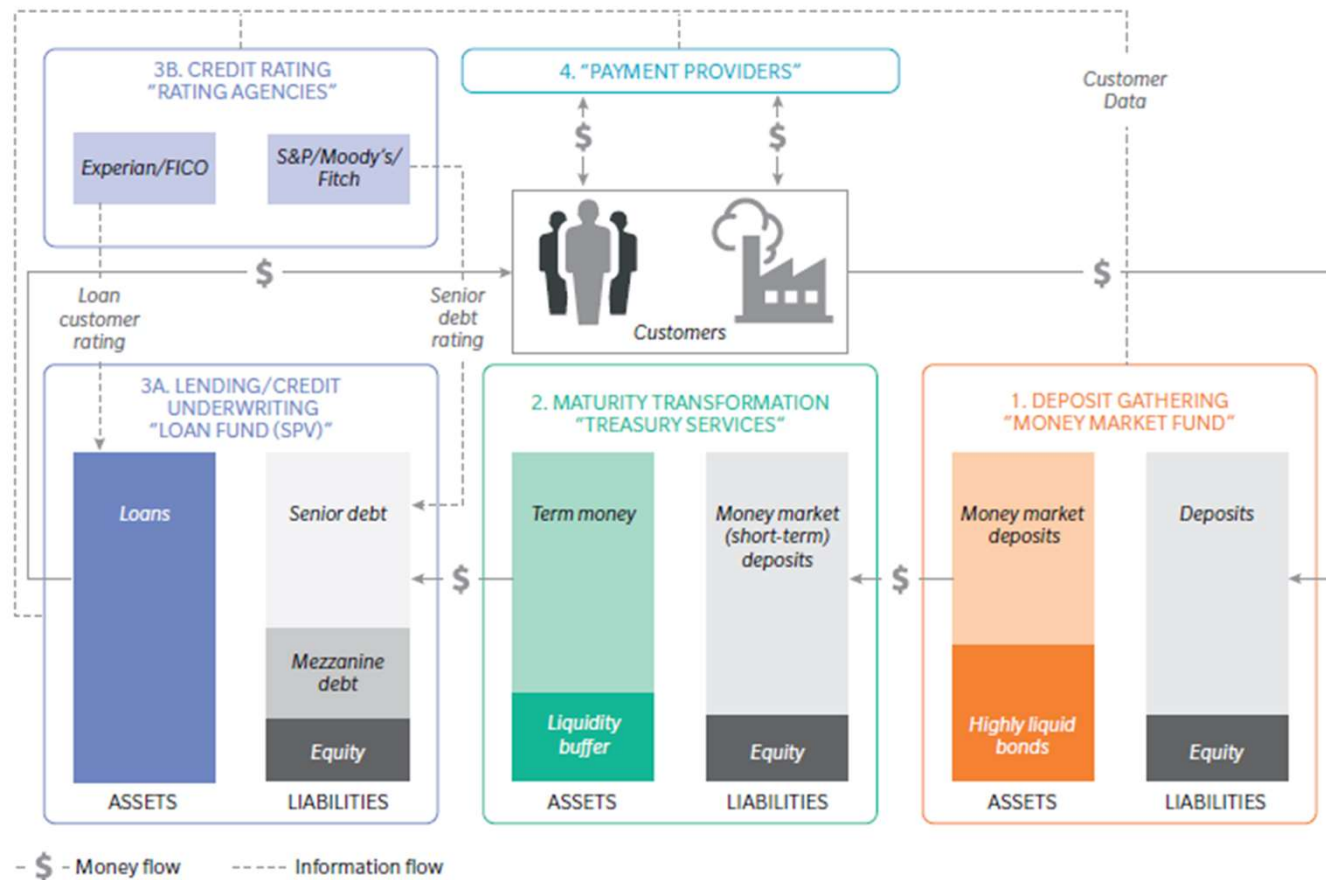 3B. CREDIT RATING
"RATING AGENCIES"
Experian/FICO
S&P/Moody's/
Fitch
4. "PAYMENT PROVIDERS"
$
$
Customer
Data
Customers
$
$
Loan
customer
rating
Senior
debt
rating
3A. LENDING/CREDIT
UNDERWRITING
"LOAN FUND (SPV)"
Loans
Senior debt
Mezzanine
debt
Equity
ASSETS
LIABILITIES
$
2. MATURITY TRANSFORMATION
"TREASURY SERVICES"
Term money
Liquidity
buffer
Money market
(short-term)
deposits
Equity
ASSETS
LIABILITIES
$
1. DEPOSIT GATHERING
"MONEY MARKET FUND"
Money market
deposits
Highly liquid
bonds
Deposits
Equity
ASSETS
LIABILITIES
- $ - Money flow
----- Information flow